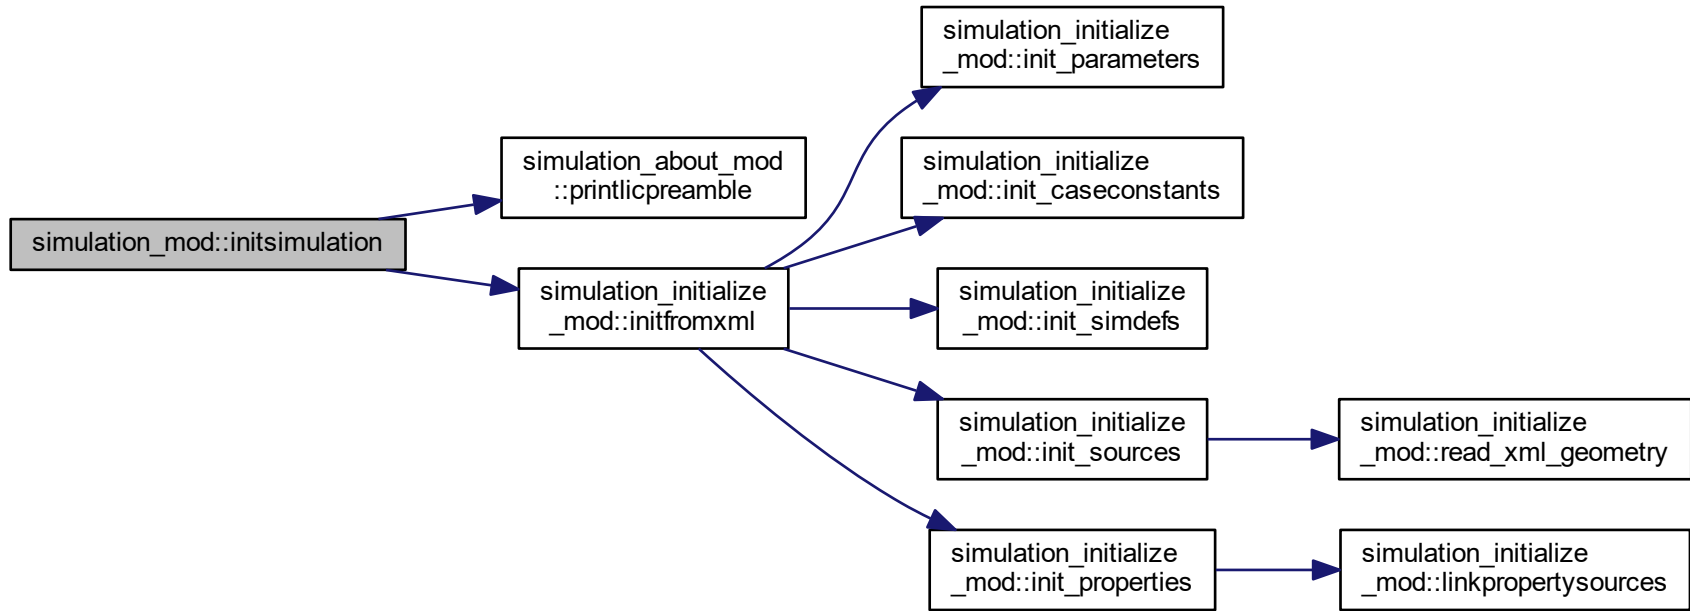 simulation_initialize
_mod::init_parameters
simulation_about_mod
::printlicpreamble
simulation_initialize
_mod::init_caseconstants
simulation_mod::initsimulation
simulation_initialize
_mod::initfromxml
simulation_initialize
_mod::init_simdefs
simulation_initialize
_mod::init_sources
simulation_initialize
_mod::read_xml_geometry
simulation_initialize
_mod::init_properties
simulation_initialize
_mod::linkpropertysources